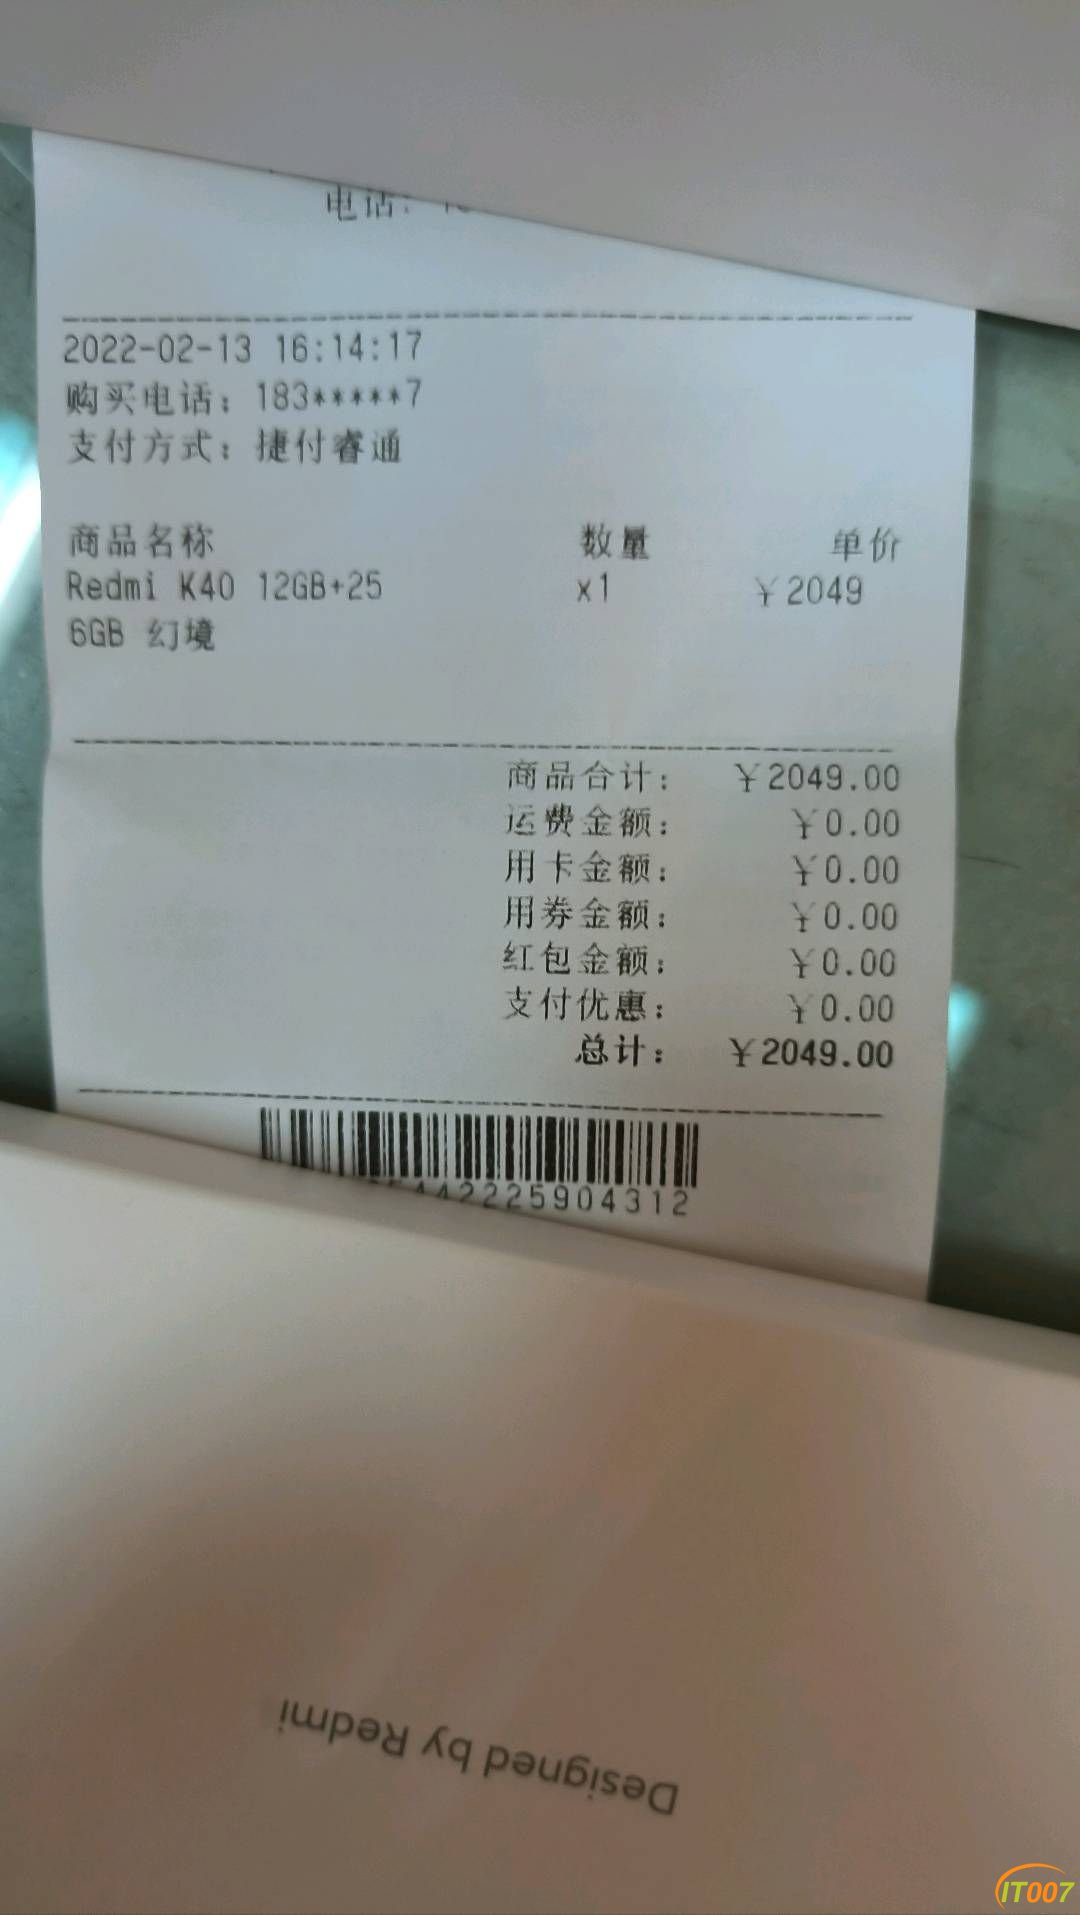 电话:
2022-02-13 16:14:17
购买电话: 183*****7
支付方式: 捷付睿通
商品名称 数量 单价
Redmi K40 12GB+25 x1 ￥2049
6GB 幻境
商品合计: ￥2049.00
运费金额: ￥0.00
用卡金额: ￥0.00
用券金额: ￥0.00
红包金额: ￥0.00
支付优惠: ￥0.00
总计: ￥2049.00
2225904312
Designed by Redmi
IT007